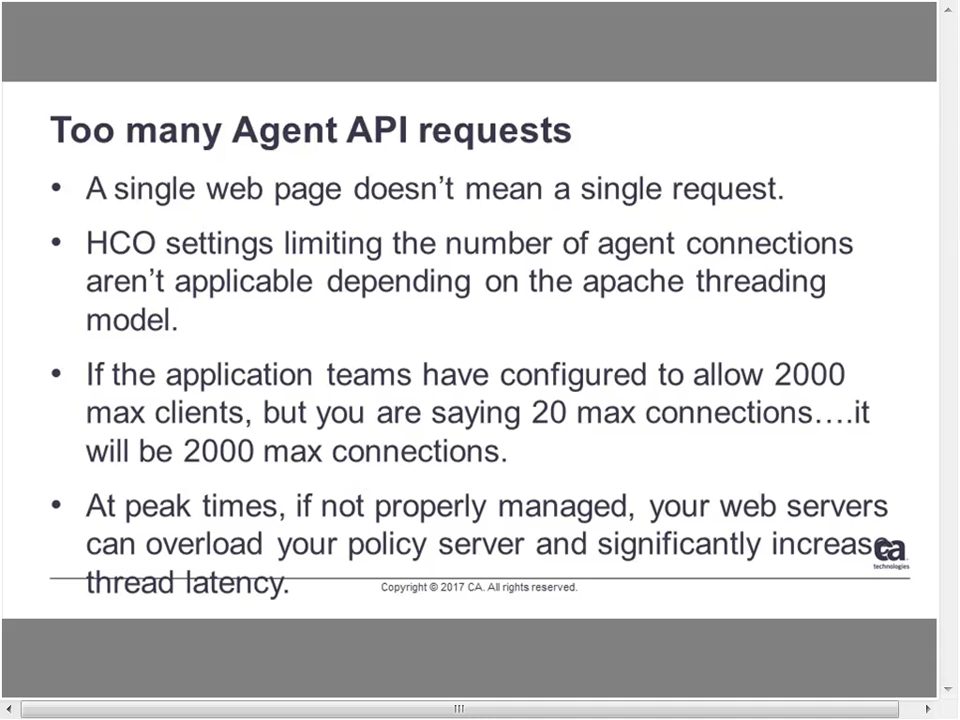 Too many Agent API requests
• A single web page doesn’t mean a single request.
• HCO settings limiting the number of agent connections
aren’t applicable depending on the apache threading
model.
• If the application teams have configured to allow 2000
max clients, but you are saying 20 max connections….it
will be 2000 max connections.
• At peak times, if not properly managed, your web servers
can overload your policy server and significantly increase
thread latency.
ca
technologies
Copyright © 2017 CA. All rights reserved.